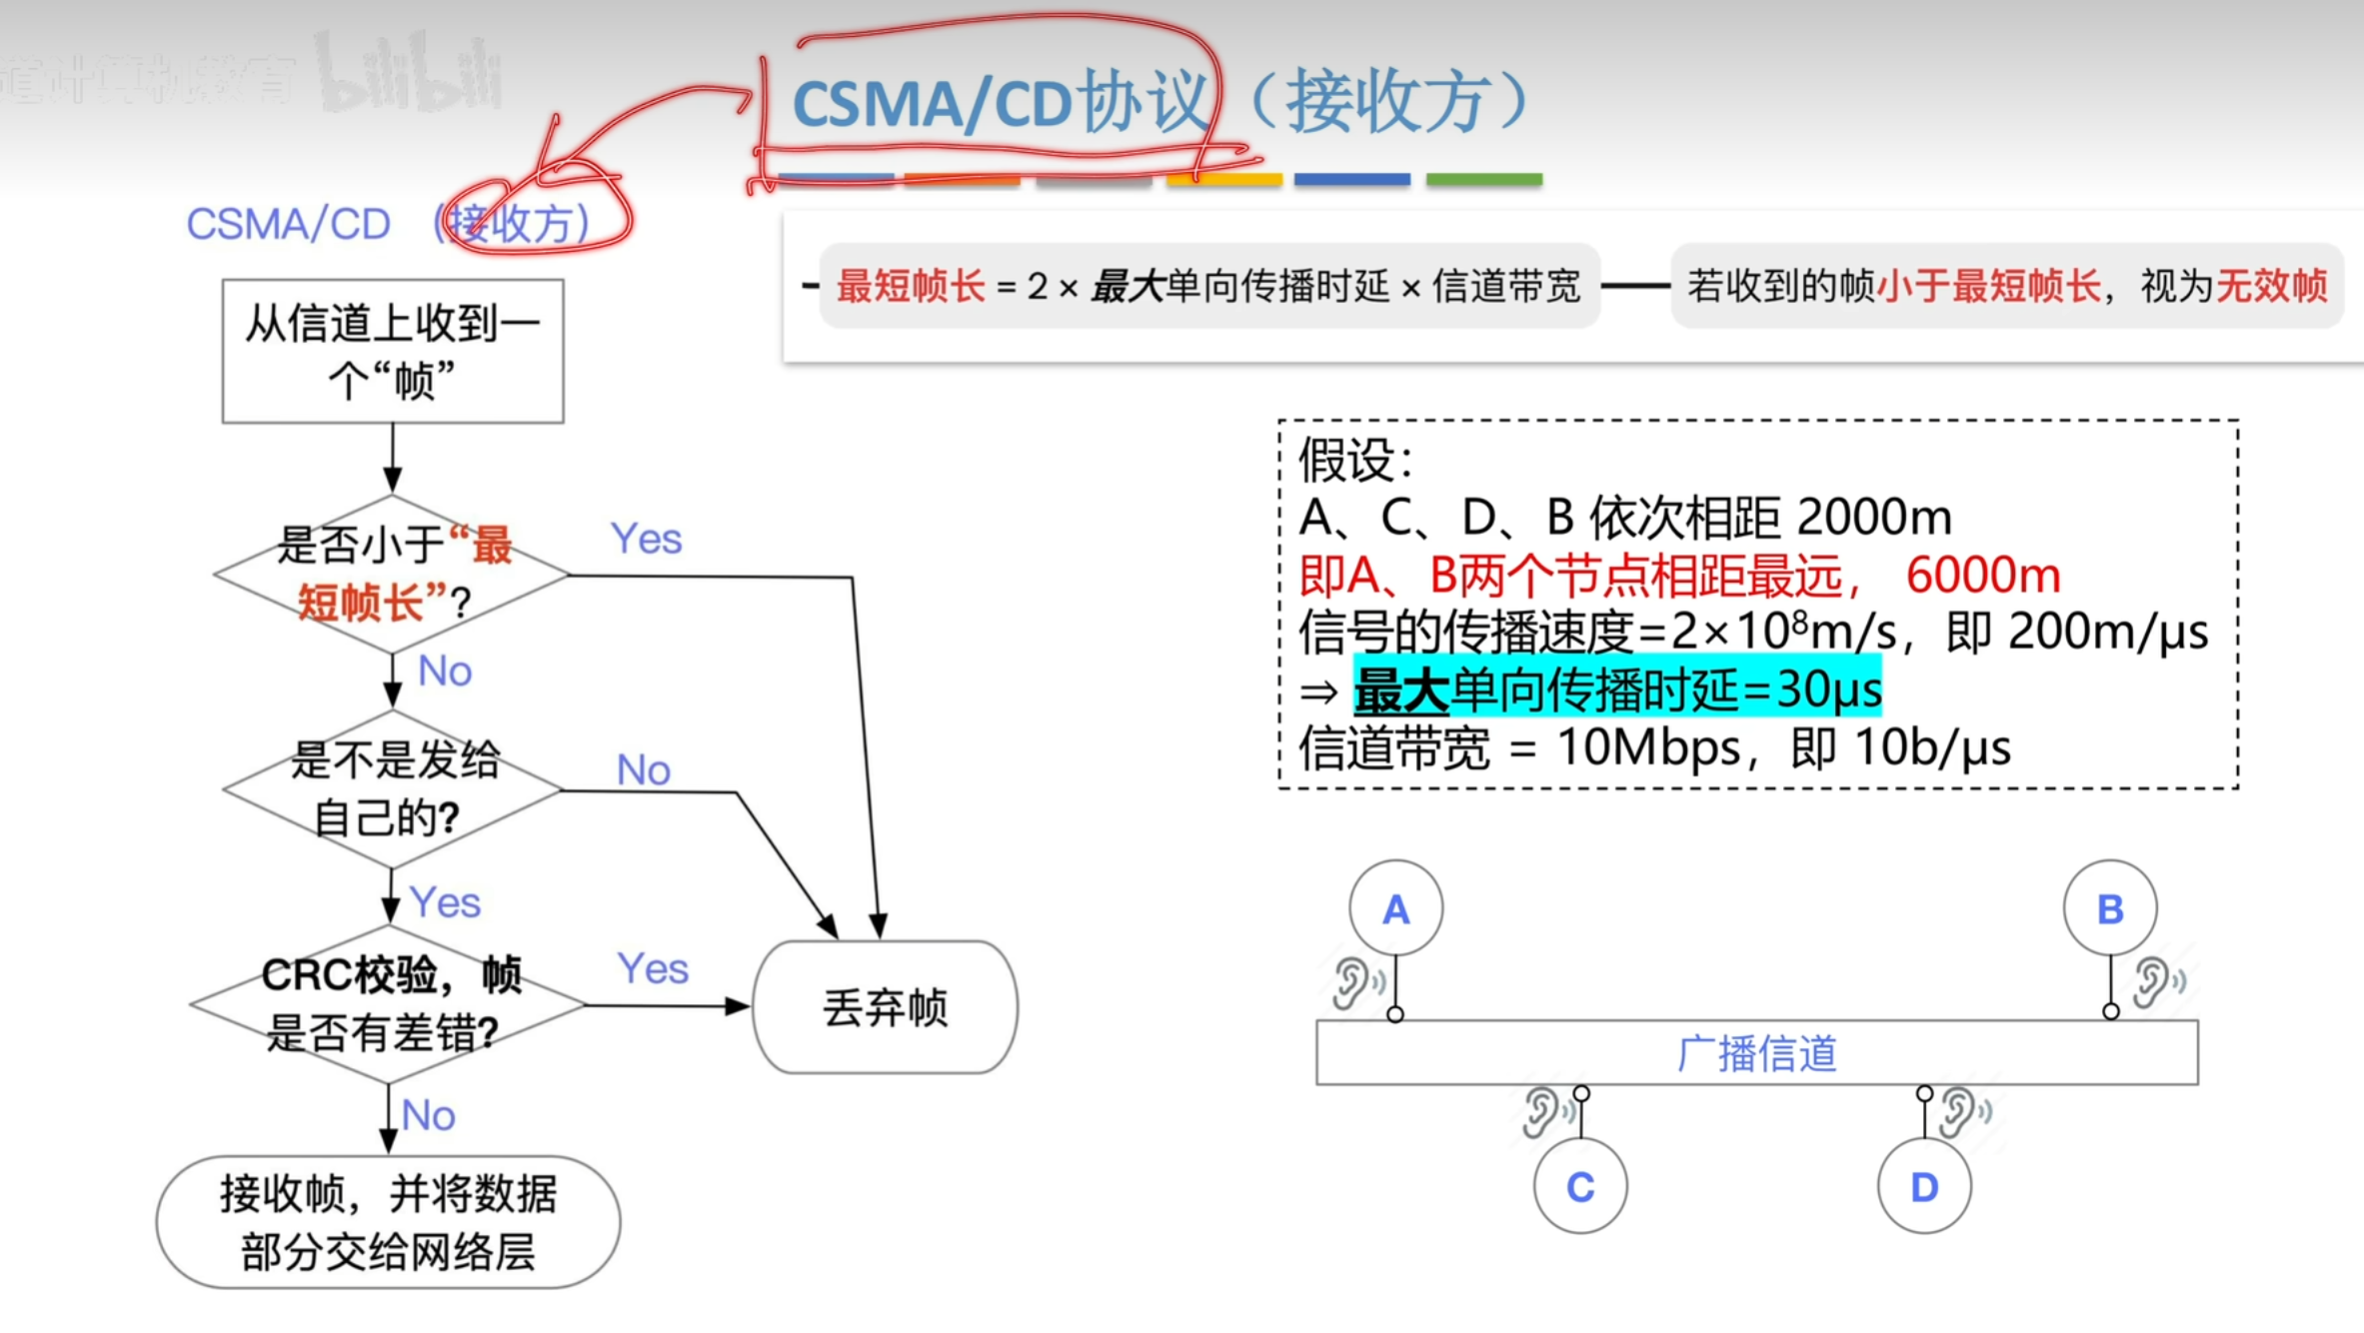 道计算机教育 bilibili
CSMA/CD协议（接收方）
CSMA/CD （接收方）
最短帧长 = 2 × 最大单向传播时延 × 信道带宽
若收到的帧小于最短帧长，视为无效帧
从信道上收到一
个“帧”
是否小于“最
短帧长”?
Yes
No
是不是发给
自己的?
No
Yes
CRC校验，帧
是否有差错?
Yes
丢弃帧
No
接收帧，并将数据
部分交给网络层
假设：
A、C、D、B 依次相距 2000m
即A、B两个节点相距最远， 6000m
信号的传播速度=2×10⁸m/s，即 200m/μs
⇒ 最大单向传播时延=30μs
信道带宽 = 10Mbps，即 10b/μs
A
B
广播信道
C
D